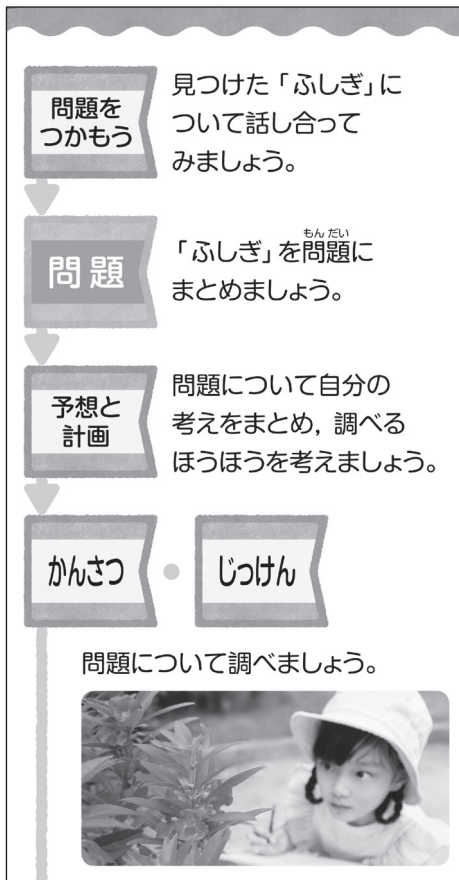 問題を
つかもう
見つけた「ふしぎ」に
ついて話し合って
みましょう。
問題
「ふしぎ」を問題に
もんだい
まとめましょう。
予想と
計画
問題について自分の
考えをまとめ，調べる
ほうほうを考えましょう。
かんさつ・じっけん
問題について調べましょう。